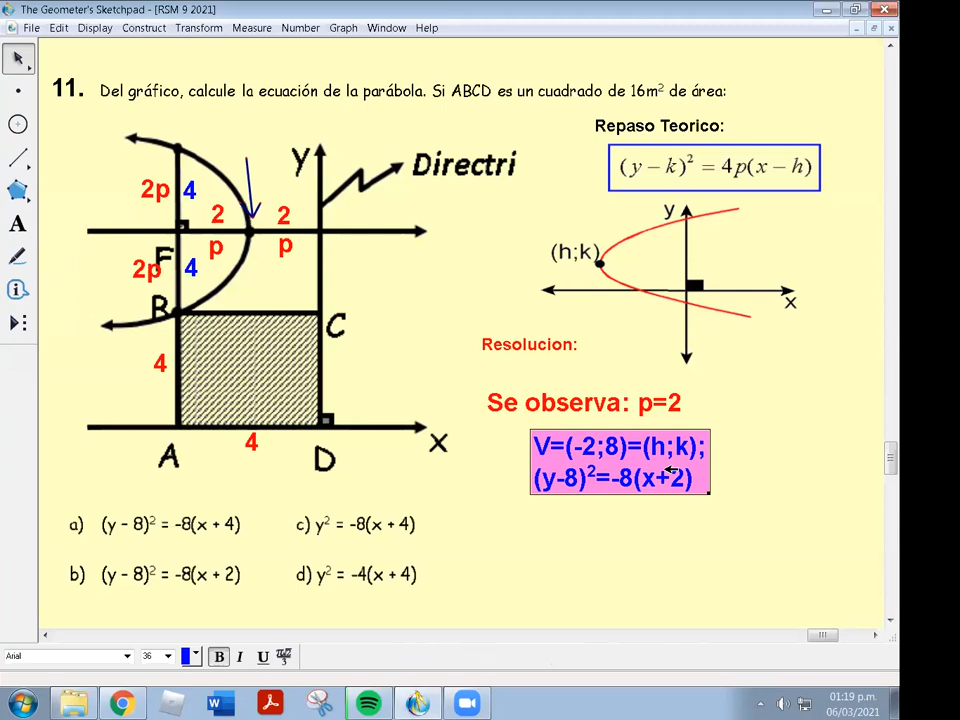 The Geometer's Sketchpad - [RSM 9 2021]
File Edit Display Construct Transform Measure Number Graph Window Help
11. Del gráfico, calcule la ecuación de la parábola. Si ABCD es un cuadrado de 16m² de área:
Repaso Teorico:
(y – k)² = 4p(x – h)
y
(h;k)
x
Y
Directri
2p 4
2 2
F p p
2p 4
B
C
4
4
A D x
Resolucion:
Se observa: p=2
V=(-2;8)=(h;k);
(y-8)²=-8(x+2)
a) (y – 8)² = -8(x + 4) c) y² = -8(x + 4)
b) (y – 8)² = -8(x + 2) d) y² = -4(x + 4)
Arial 36 B I U
01:19 p.m.
06/03/2021